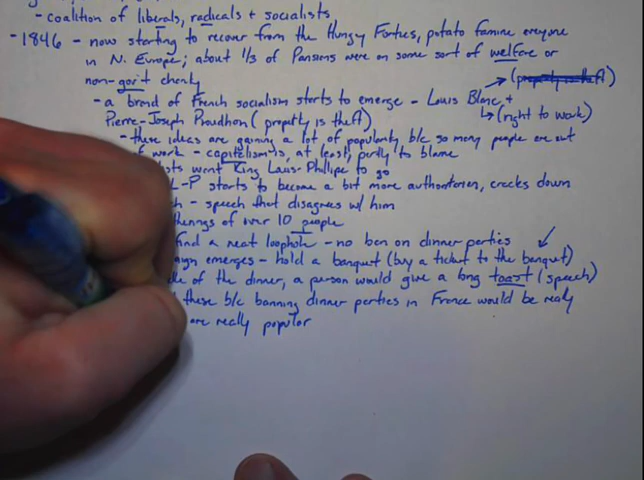 - coalition of liberals, radicals + socialists
- 1846 - now starting to recover from the Hungry Forties, potato famine everyone
in N. Europe; about 1/3 of Parisians were on some sort of welfare or
non-gov't charity
- a brand of French socialism starts to emerge - Louis Blanc +
→ (right to work)
Pierre-Joseph Proudhon (property is theft)
- these ideas are gaining a lot of popularity b/c so many people are out
of work - capitalism is, at least, partly to blame
want King Louis-Phillipe to go
L-P starts to become a bit more authoritarian, cracks down
- speech that disagrees w/ him
of over 10 people
find a neat loophole - no ban on dinner parties
emerges - hold a banquet (buy a ticket to the banquet)
of the dinner, a person would give a long toast (speech)
these b/c banning dinner parties in France would be really
are really popular